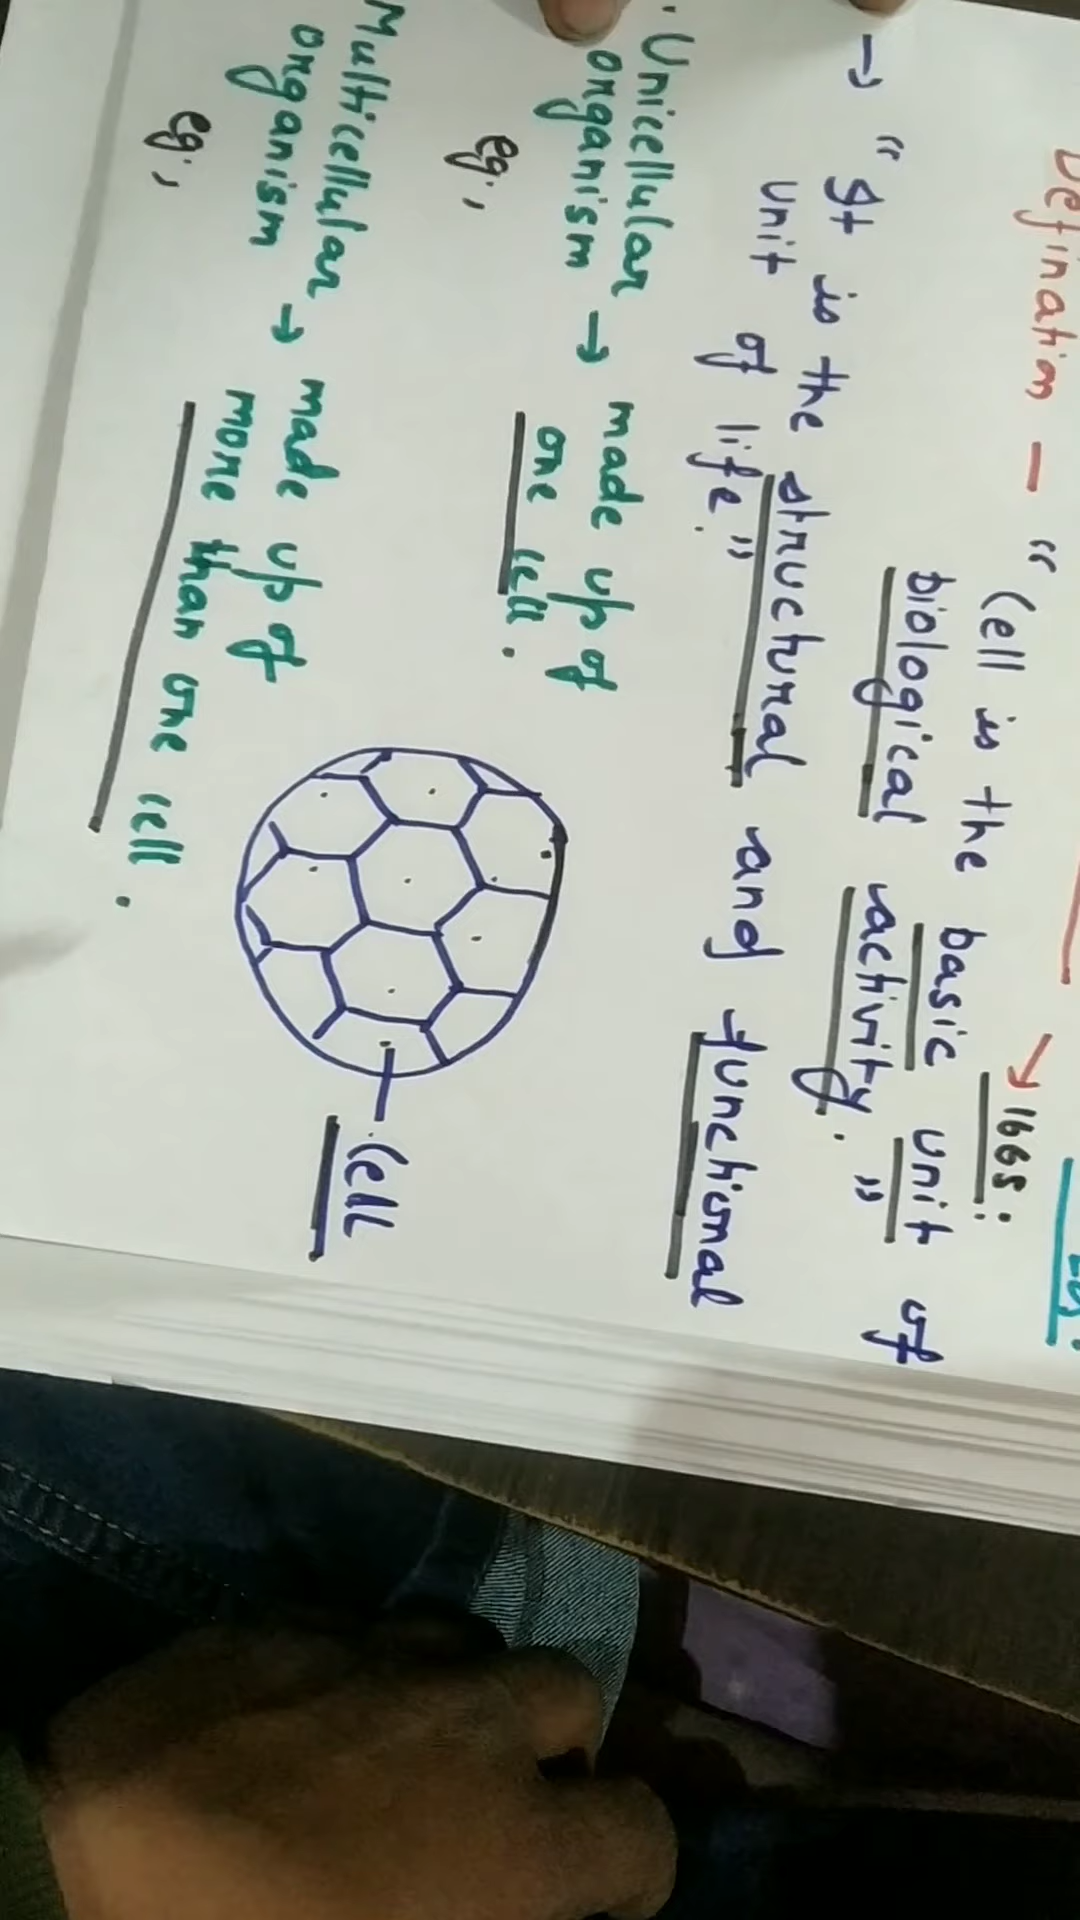 Defination - " Cell is the basic unit of
biological activity. "
→ 1665:
→ " It is the structural and functional
unit of life. "
. Unicellular → made up of
organism one cell.
eg.,
Multicellular → made up of
organism more than one cell.
eg.,
Cell